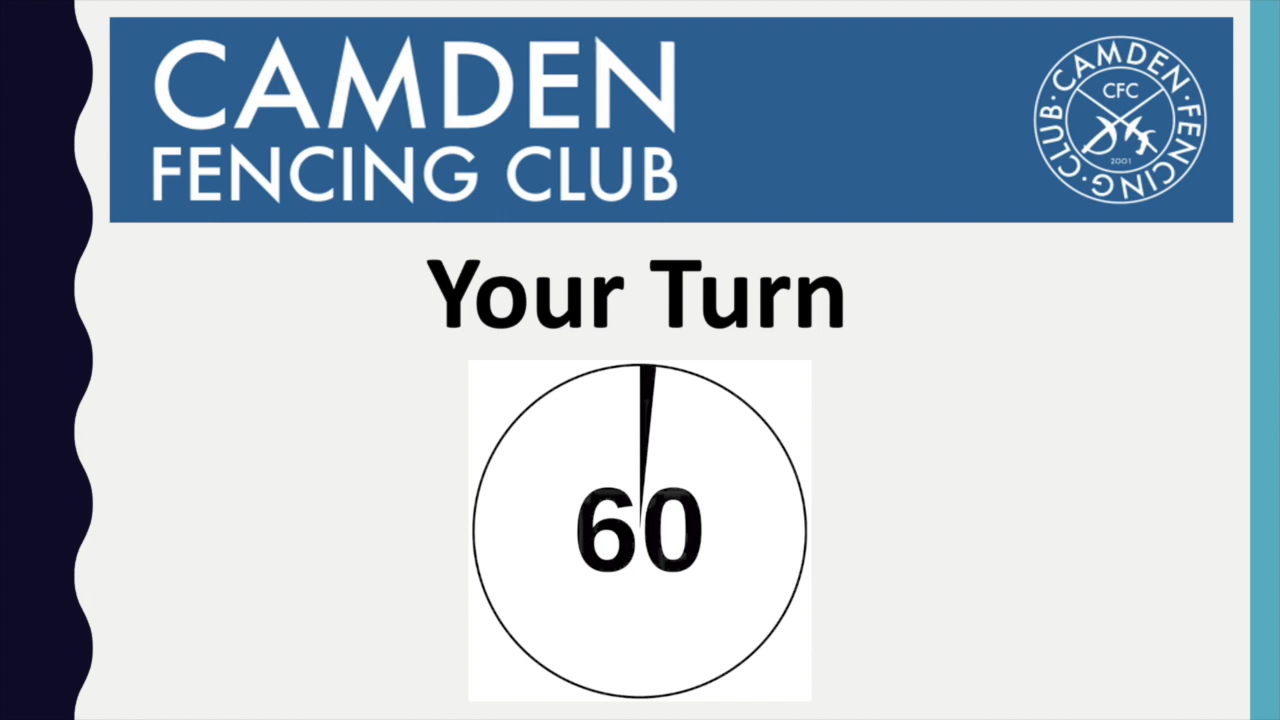 CAMDEN
FENCING CLUB
·CAMDEN·FENCING·CLUB
CFC
2001
Your Turn
60